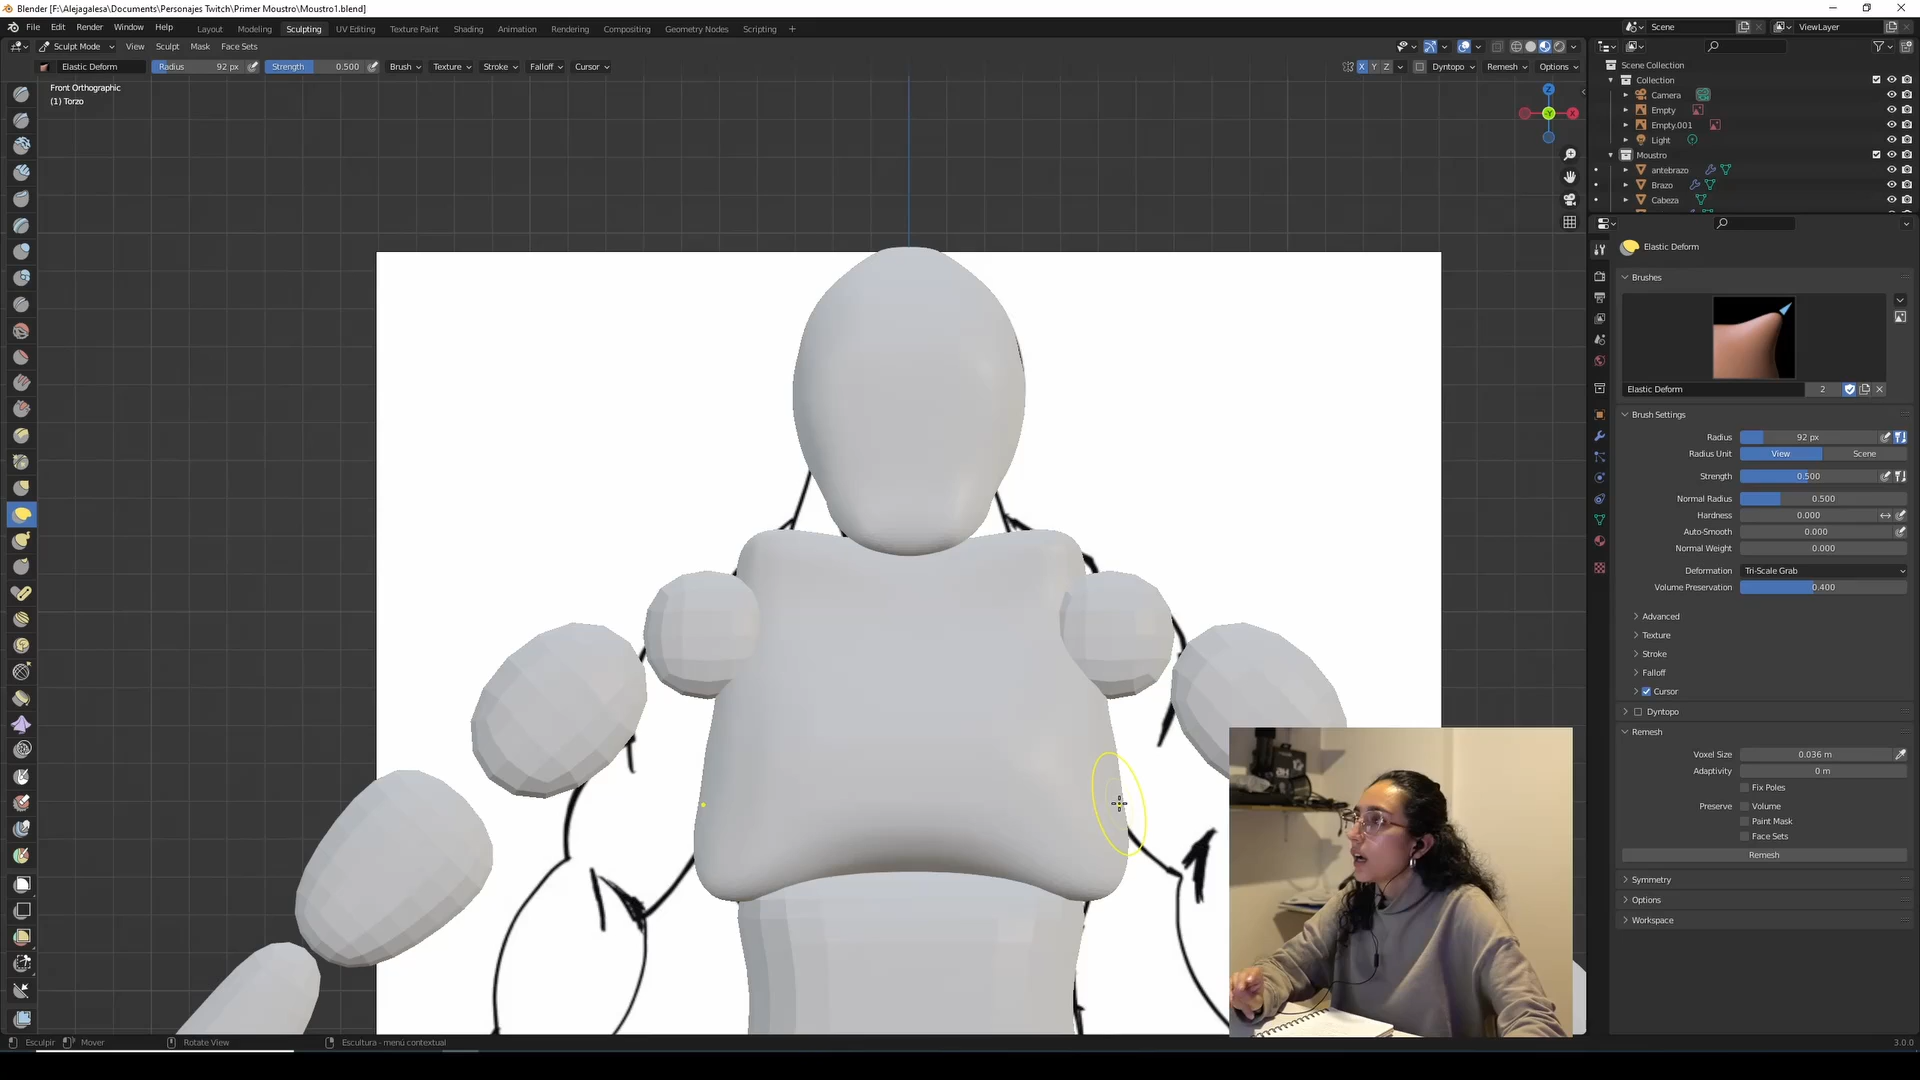 Blender [F:\Alejagalesa\Documents\Personajes Twitch\Primer Moustro\Moustro1.blend]
File Edit Render Window Help Layout Modeling Sculpting UV Editing Texture Paint Shading Animation Rendering Compositing Geometry Nodes Scripting + Scene ViewLayer
Sculpt Mode View Sculpt Mask Face Sets
Elastic Deform Radius 92 px Strength 0.500 Brush Texture Stroke Falloff Cursor X Y Z Dyntopo Remesh Options
Front Orthographic
(1) Torzo
Z
Y
X
Scene Collection
Collection
Camera
Empty
Empty.001
Light
Moustro
antebrazo
Brazo
Cabeza
Elastic Deform
Brushes
Elastic Deform 2
Brush Settings
Radius 92 px
Radius Unit View Scene
Strength 0.500
Normal Radius 0.500
Hardness 0.000
Auto-Smooth 0.000
Normal Weight 0.000
Deformation Tri-Scale Grab
Volume Preservation 0.400
Advanced
Texture
Stroke
Falloff
Cursor
Dyntopo
Remesh
Voxel Size 0.036 m
Adaptivity 0 m
Fix Poles
Preserve Volume
Paint Mask
Face Sets
Remesh
Symmetry
Options
Workspace
Esculpir Mover Rotate View Escultura - menú contextual 3.0.0